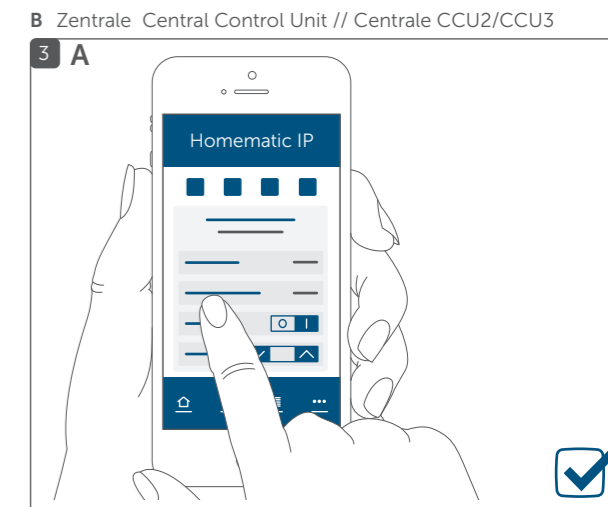 B Zentrale Central Control Unit // Centrale CCU2/CCU3
3 A
Homematic IP
O I